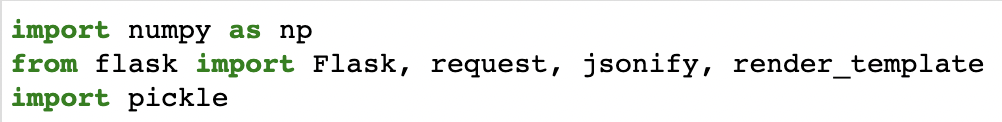 import numpy as np
from flask import Flask, request, jsonify, render_template
import pickle